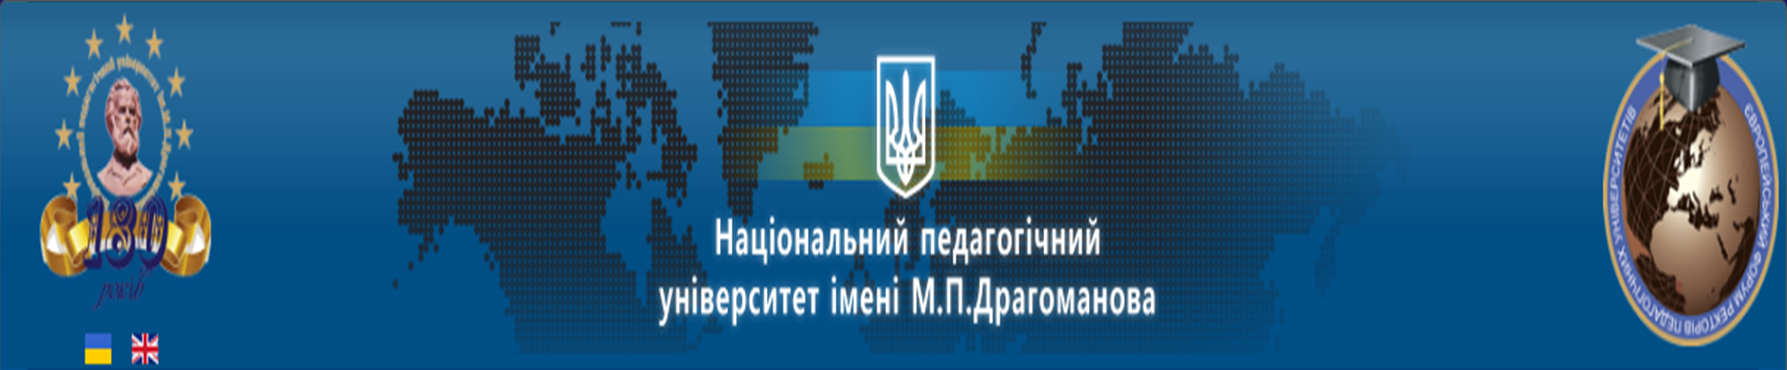 Національний педагогічний
університет імені М.П.Драгоманова
180
років
ЄВРОПЕЙСЬКИЙ ФОРУМ РЕКТОРІВ ПЕДАГОГІЧНИХ УНІВЕРСИТЕТІВ